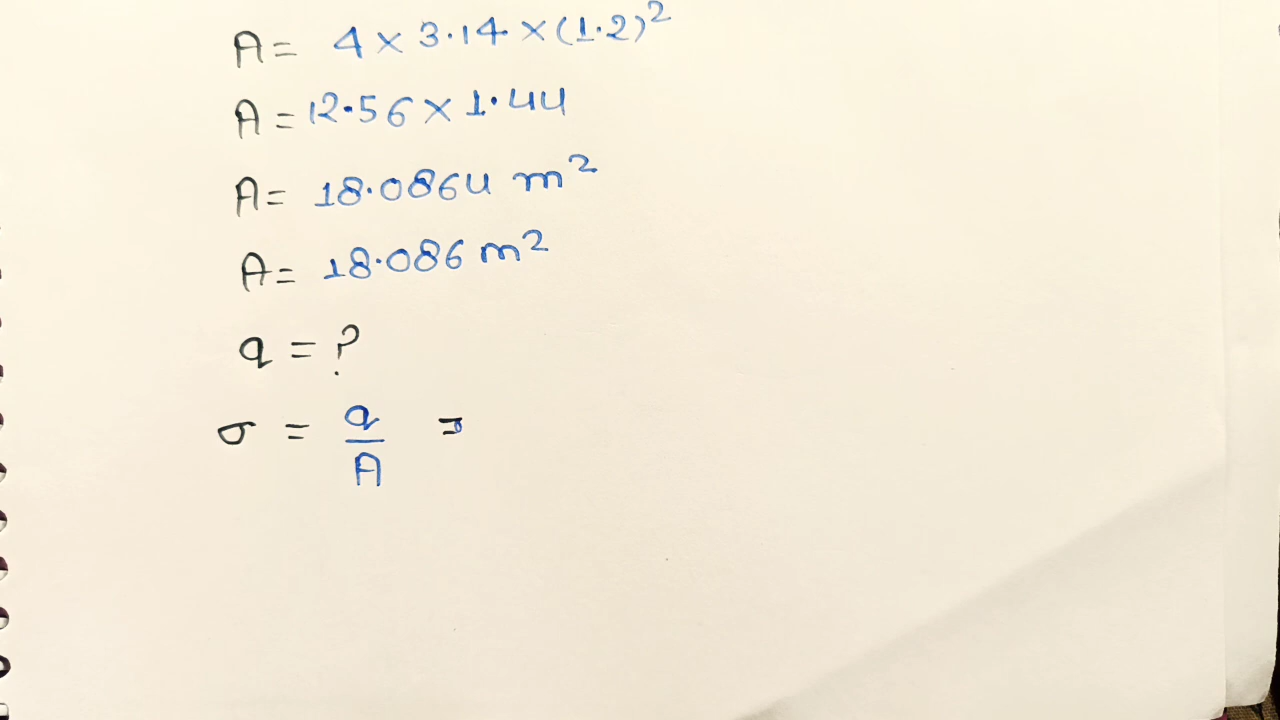 A = 4 × 3.14 × (1.2)²
A = 12.56 × 1.44
A = 18.0864 m²
A = 18.086 m²
q = ?
σ = q/A =